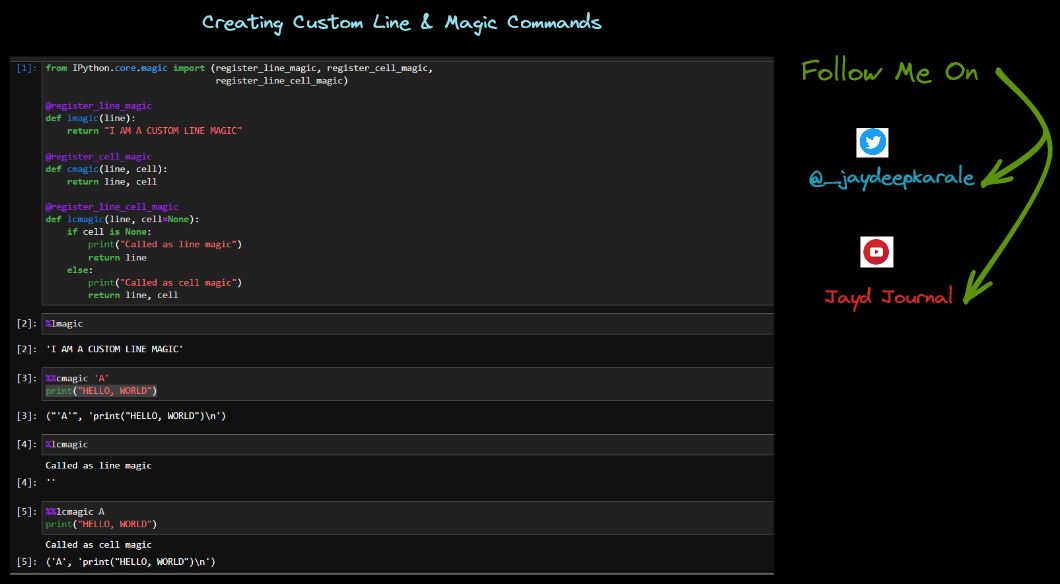 Creating Custom Line & Magic Commands
[1]: from IPython.core.magic import (register_line_magic, register_cell_magic,
register_line_cell_magic)
@register_line_magic
def lmagic(line):
return "I AM A CUSTOM LINE MAGIC"
@register_cell_magic
def cmagic(line, cell):
return line, cell
@register_line_cell_magic
def lcmagic(line, cell=None):
if cell is None:
print("Called as line magic")
return line
else:
print("Called as cell magic")
return line, cell
[2]: %lmagic
[2]: 'I AM A CUSTOM LINE MAGIC'
[3]: %%cmagic 'A'
print("HELLO, WORLD")
[3]: ("'A'", 'print("HELLO, WORLD")\n')
[4]: %lcmagic
Called as line magic
[4]: ''
[5]: %%lcmagic A
print("HELLO, WORLD")
Called as cell magic
[5]: ('A', 'print("HELLO, WORLD")\n')
Follow Me On
@_jaydeepkarale
Jayd Journal